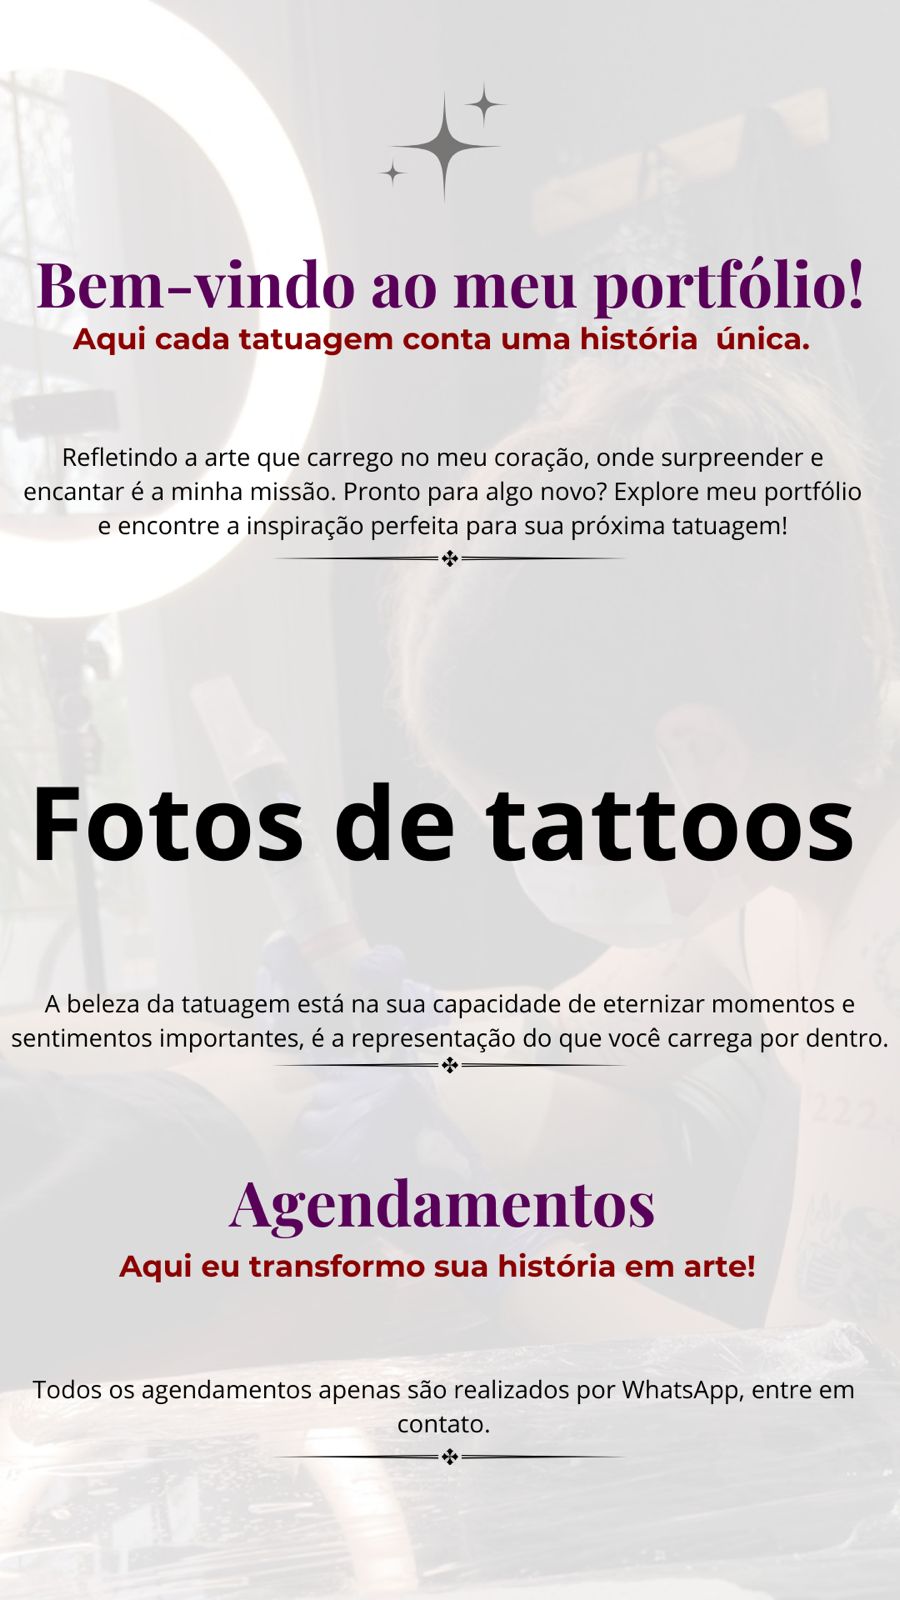 Bem-vindo ao meu portfólio!
Aqui cada tatuagem conta uma história  única.
Refletindo a arte que carrego no meu coração, onde surpreender e
encantar é a minha missão. Pronto para algo novo? Explore meu portfólio
e encontre a inspiração perfeita para sua próxima tatuagem!
Fotos de tattoos
A beleza da tatuagem está na sua capacidade de eternizar momentos e
sentimentos importantes, é a representação do que você carrega por dentro.
222
Agendamentos
Aqui eu transformo sua história em arte!
Todos os agendamentos apenas são realizados por WhatsApp, entre em
contato.